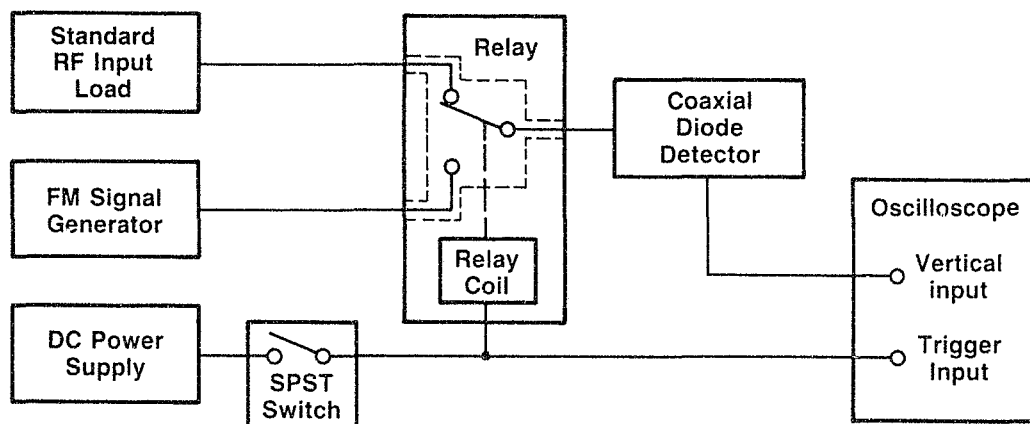 Standard
RF Input
Load
Relay
Coaxial
Diode
Detector
FM Signal
Generator
Oscilloscope
Relay
Coil
Vertical
input
DC Power
Supply
SPST
Switch
Trigger
Input